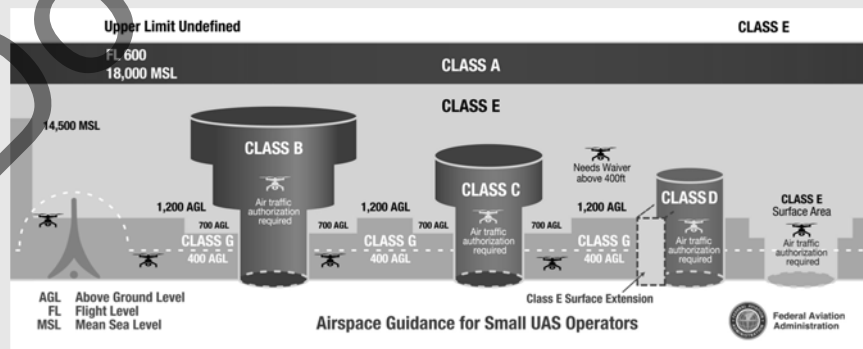 Upper Limit Undefined
CLASS E
FL 600
18,000 MSL
CLASS A
CLASS E
14,500 MSL
CLASS B
Air traffic
authorization
required
CLASS C
Air traffic
authorization
required
Needs Waiver
above 400ft
CLASS D
Air traffic
authorization
required
CLASS E
Surface Area
Air traffic
authorization
required
1,200 AGL
700 AGL
CLASS G
400 AGL
700 AGL
1,200 AGL
CLASS G
400 AGL
700 AGL
700 AGL
1,200 AGL
CLASS G
400 AGL
Class E Surface Extension
AGL Above Ground Level
FL Flight Level
MSL Mean Sea Level
Airspace Guidance for Small UAS Operators
Federal Aviation
Administration